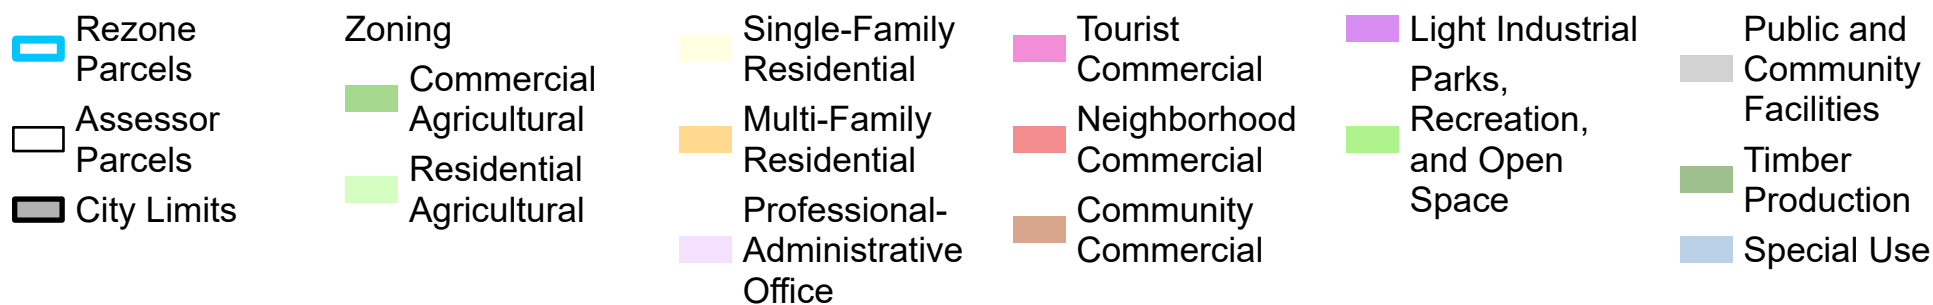 Rezone
Parcels
Assessor
Parcels
City Limits
Zoning
Commercial
Agricultural
Residential
Agricultural
Single-Family
Residential
Multi-Family
Residential
Professional-
Administrative
Office
Tourist
Commercial
Neighborhood
Commercial
Community
Commercial
Light Industrial
Parks,
Recreation,
and Open
Space
Public and
Community
Facilities
Timber
Production
Special Use